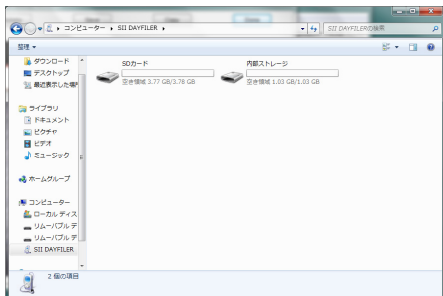 コンピューター ▸ SII DAYFILER ▸
SII DAYFILERの検索
整理 ▾
ダウンロード
デスクトップ
最近表示した場所
ライブラリ
ドキュメント
ピクチャ
ビデオ
ミュージック
ホームグループ
コンピューター
ローカル ディス
リムーバブル デ
リムーバブル デ
SII DAYFILER
SDカード
空き領域 3.77 GB/3.78 GB
内部ストレージ
空き領域 1.03 GB/1.03 GB
2 個の項目